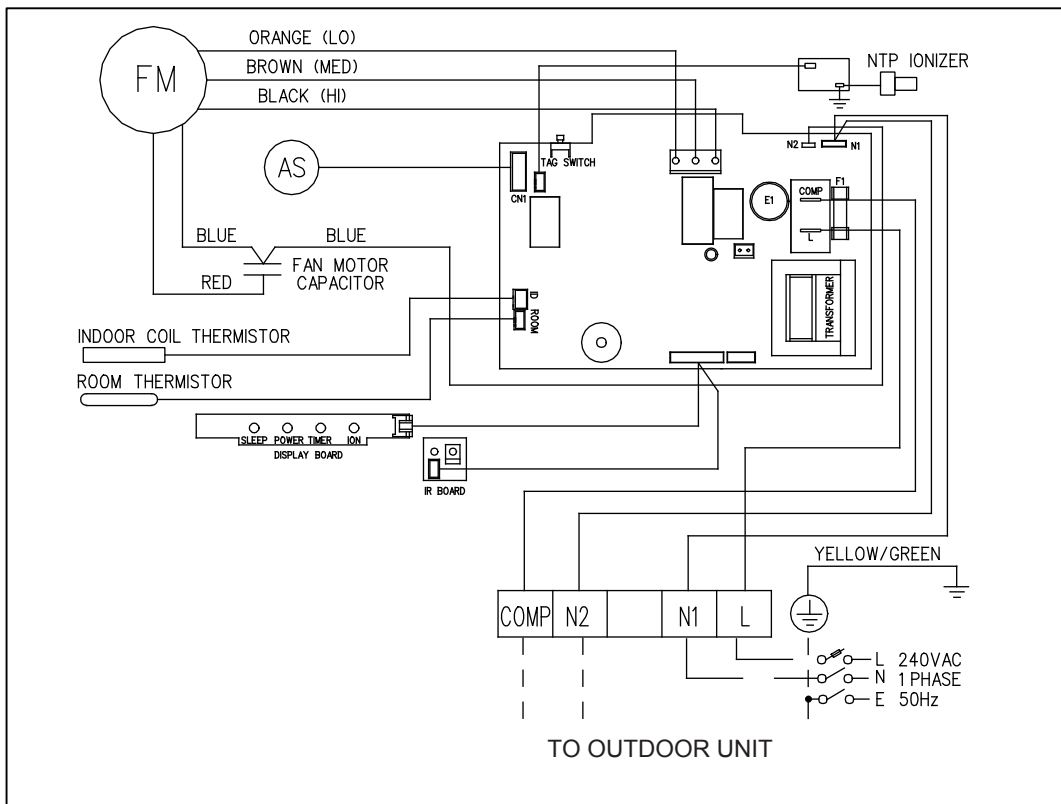 ORANGE (LO)
BROWN (MED)
BLACK (HI)
FM
NTP IONIZER
AS
TAG SWITCH
CN1
N2
N1
E1
COMP
L
F1
BLUE
BLUE
RED
FAN MOTOR
CAPACITOR
ID
ROOM
TRANSFORMER
INDOOR COIL THERMISTOR
ROOM THERMISTOR
SLEEP POWER TIMER ION
DISPLAY BOARD
IR BOARD
YELLOW/GREEN
COMP N2 N1 L
L 240VAC
N 1 PHASE
E 50Hz
TO OUTDOOR UNIT